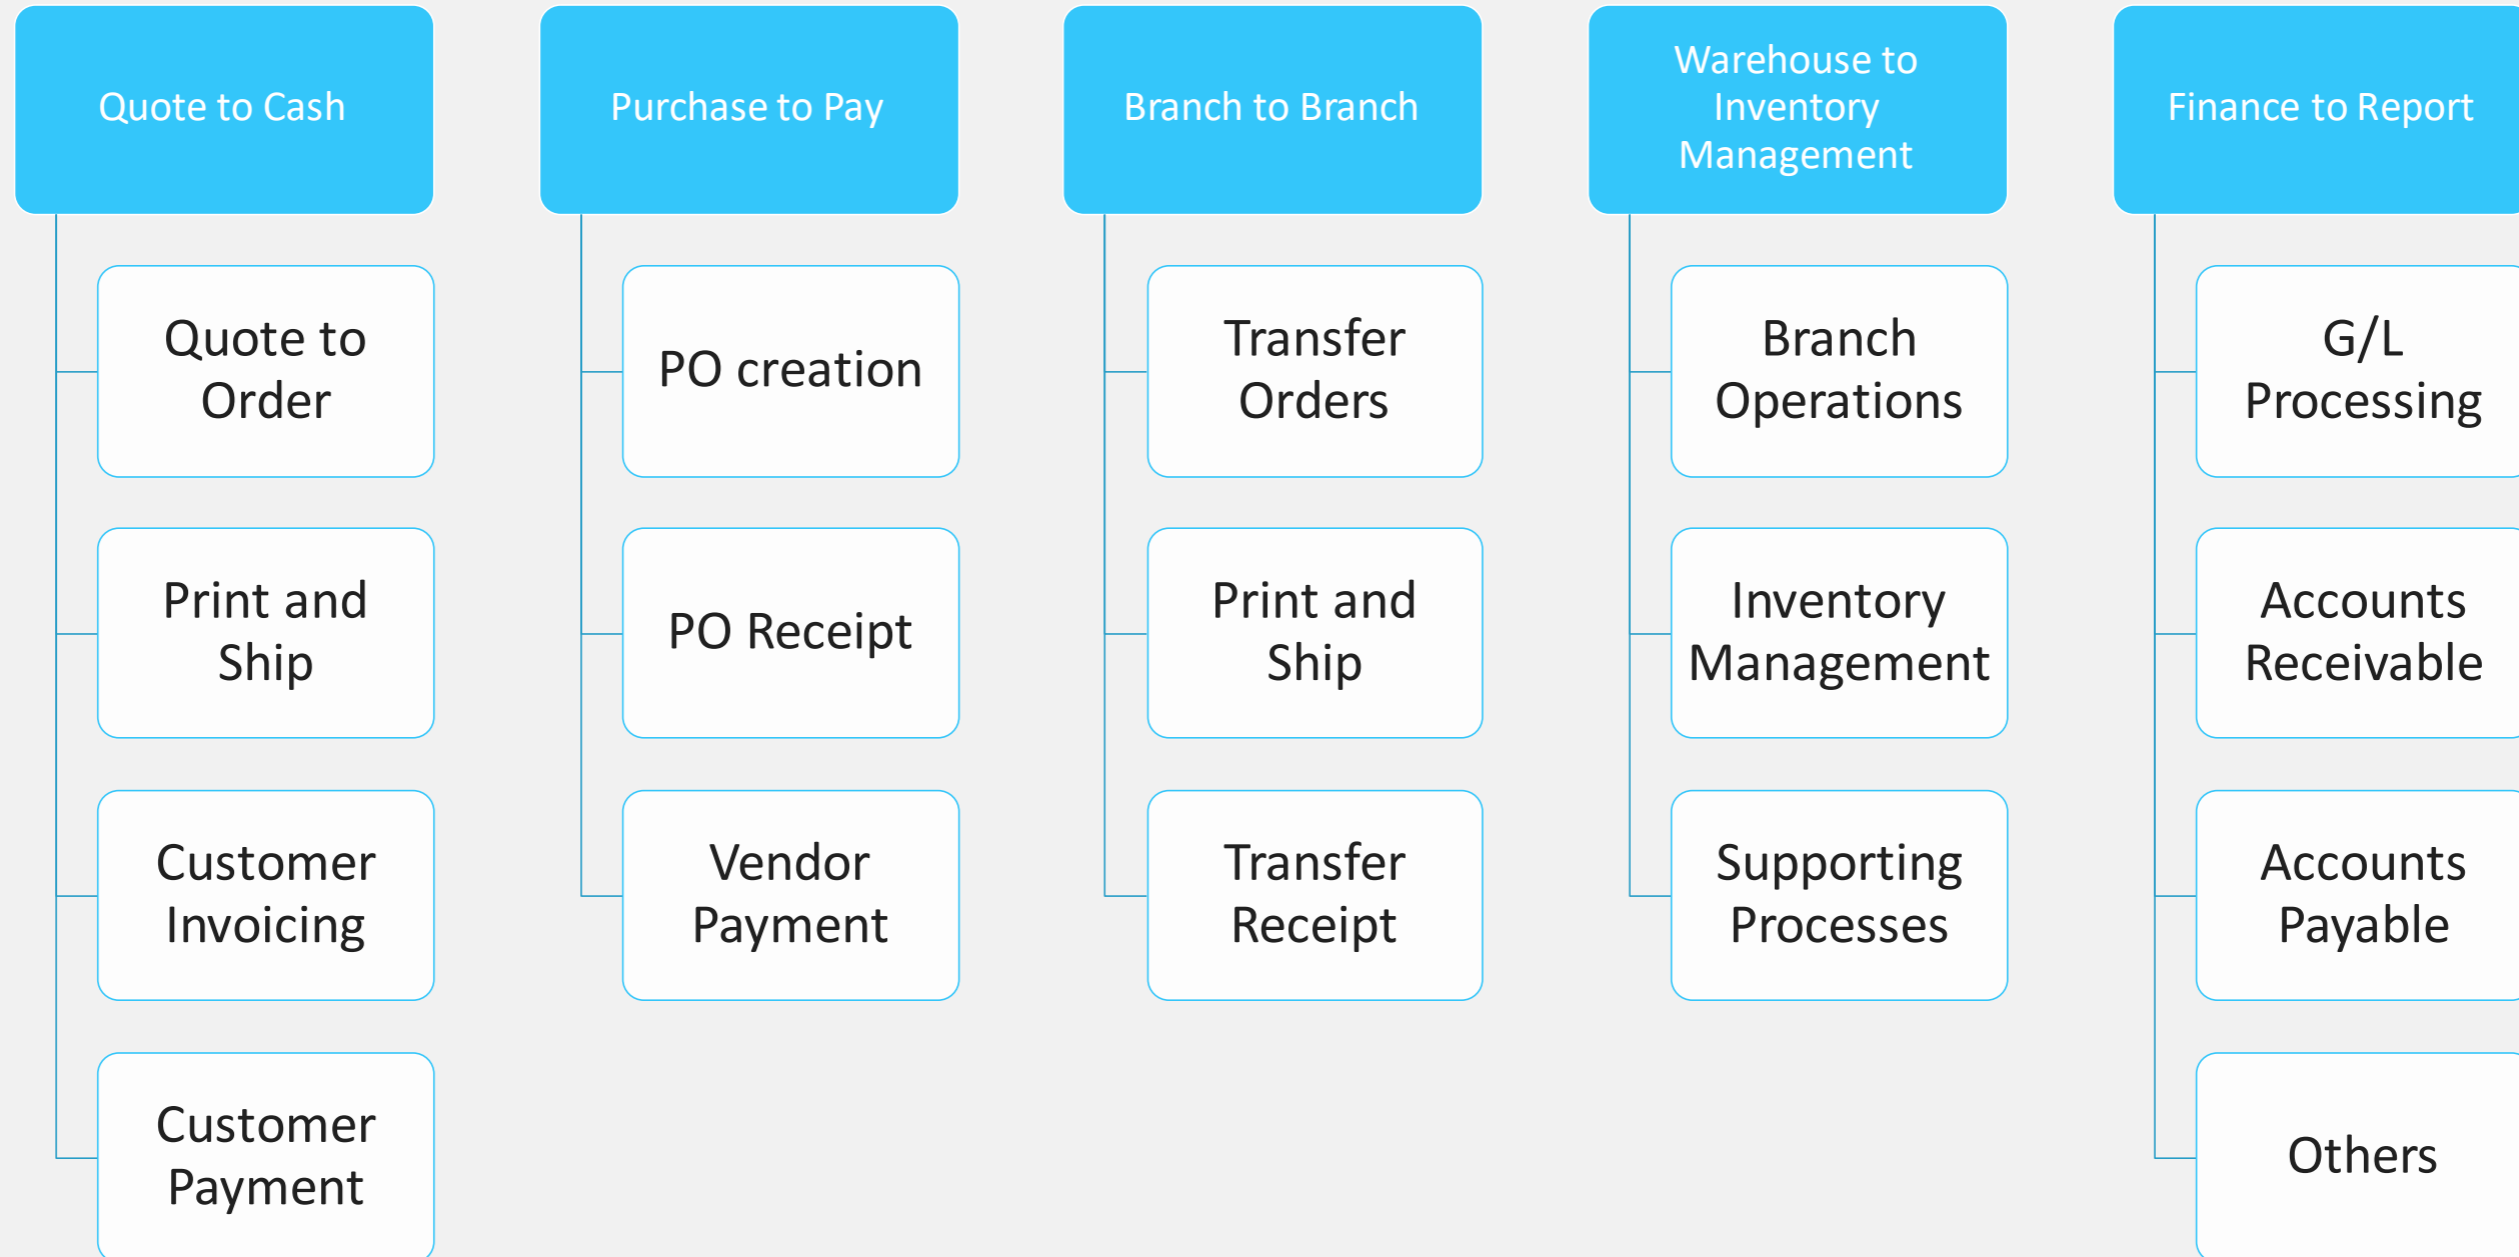 Quote to Cash
Quote to
Order
Print and
Ship
Customer
Invoicing
Customer
Payment
Purchase to Pay
PO creation
PO Receipt
Vendor
Payment
Branch to Branch
Transfer
Orders
Print and
Ship
Transfer
Receipt
Warehouse to
Inventory
Management
Branch
Operations
Inventory
Management
Supporting
Processes
Finance to Report
G/L
Processing
Accounts
Receivable
Accounts
Payable
Others